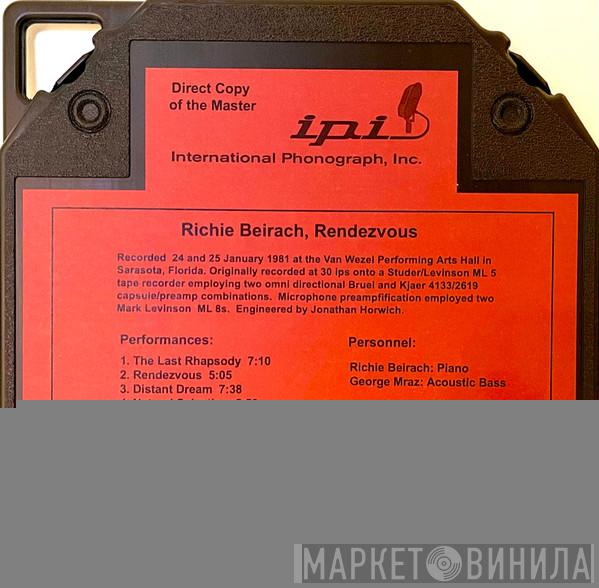 Direct Copy
of the Master
ipi
International Phonograph, Inc.
Richie Beirach, Rendezvous
Recorded 24 and 25 January 1981 at the Van Wezel Performing Arts Hall in
Sarasota, Florida. Originally recorded at 30 ips onto a Studer/Levinson ML 5
tape recorder employing two omni directional Bruel and Kjaer 4133/2619
capsule/preamp combinations. Microphone preampfification employed two
Mark Levinson ML 8s. Engineered by Jonathan Horwich.
Performances:
1. The Last Rhapsody 7:10
2. Rendezvous 5:05
3. Distant Dream 7:38
Personnel:
Richie Beirach: Piano
George Mraz: Acoustic Bass
МАРКЕТ ВИНИЛА